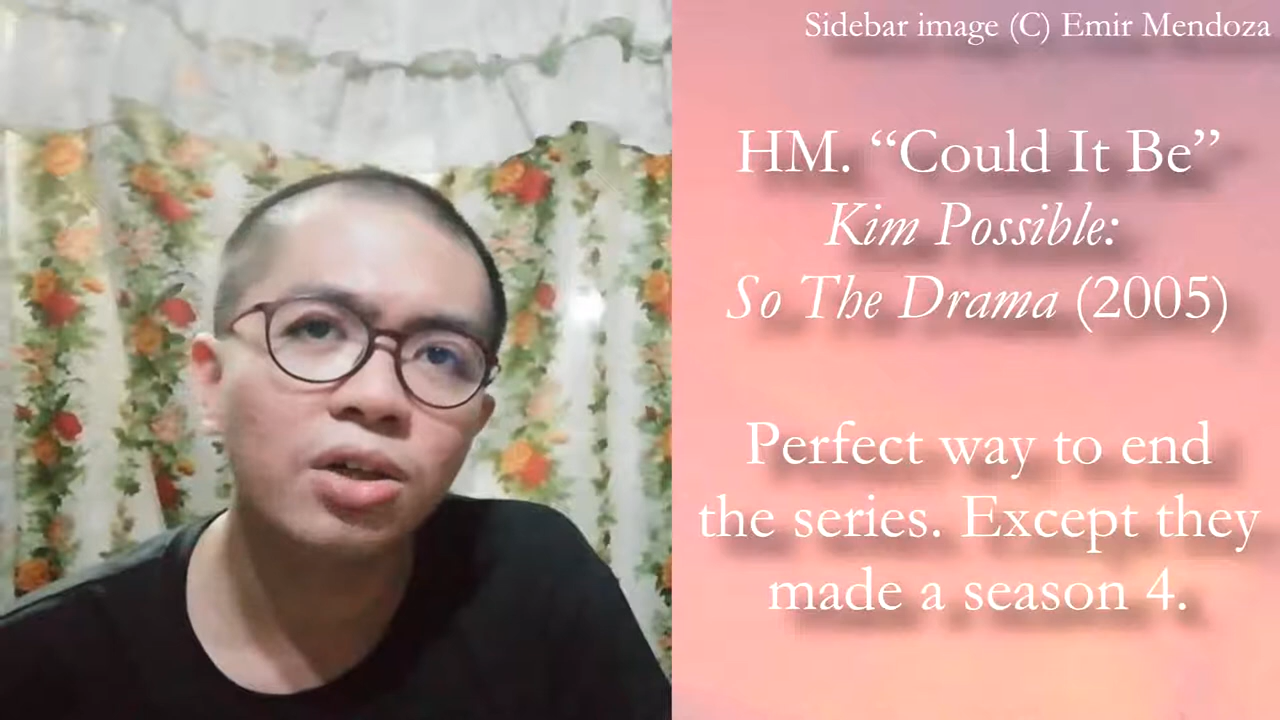 Sidebar image (C) Emir Mendoza
HM. “Could It Be”
Kim Possible:
So The Drama (2005)
Perfect way to end
the series. Except they
made a season 4.